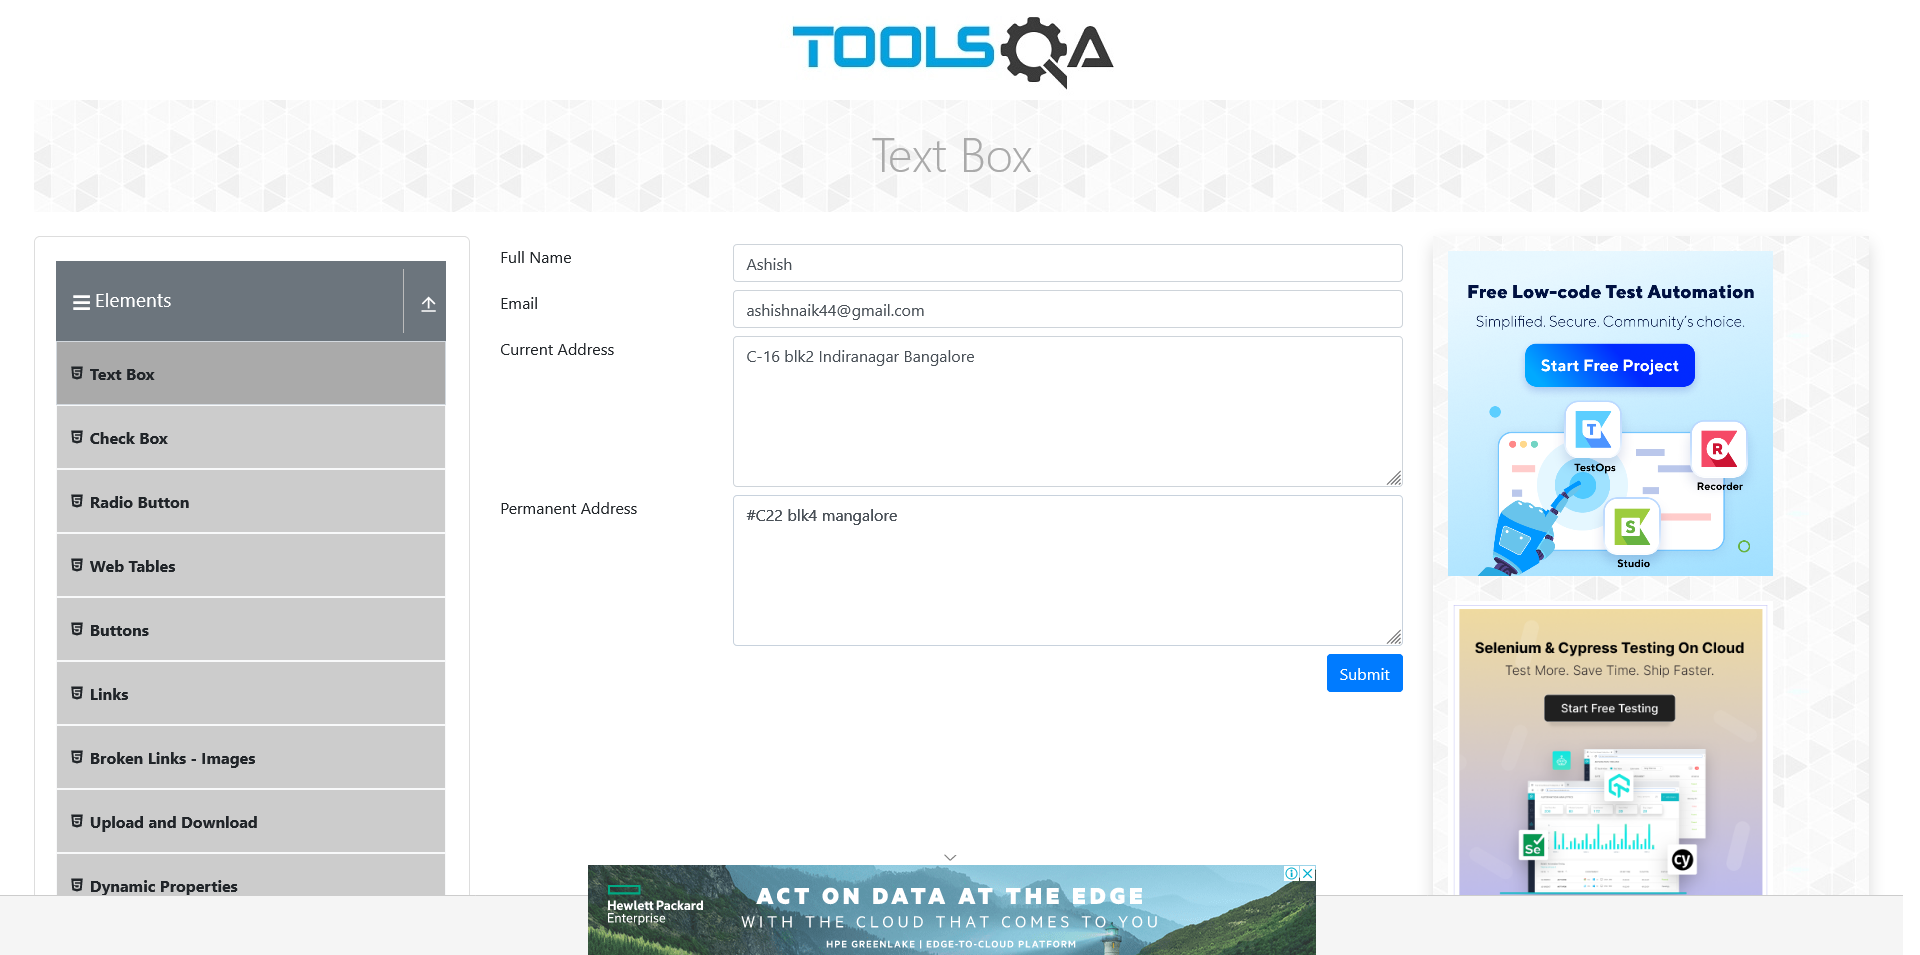 TOOLSQA
Text Box
Elements
Text Box
Check Box
Radio Button
Web Tables
Buttons
Links
Broken Links - Images
Upload and Download
Dynamic Properties
Full Name
Ashish
Email
ashishnaik44@gmail.com
Current Address
C-16 blk2 Indiranagar Bangalore
Permanent Address
#C22 blk4 mangalore
Submit
Free Low-code Test Automation
Simplified. Secure. Community's choice.
Start Free Project
T
TestOps
R
Recorder
S
Studio
Selenium & Cypress Testing On Cloud
Test More. Save Time. Ship Faster.
Start Free Testing
Se
cy
Hewlett Packard
Enterprise
ACT ON DATA AT THE EDGE
WITH THE CLOUD THAT COMES TO YOU
HPE GREENLAKE | EDGE-TO-CLOUD PLATFORM